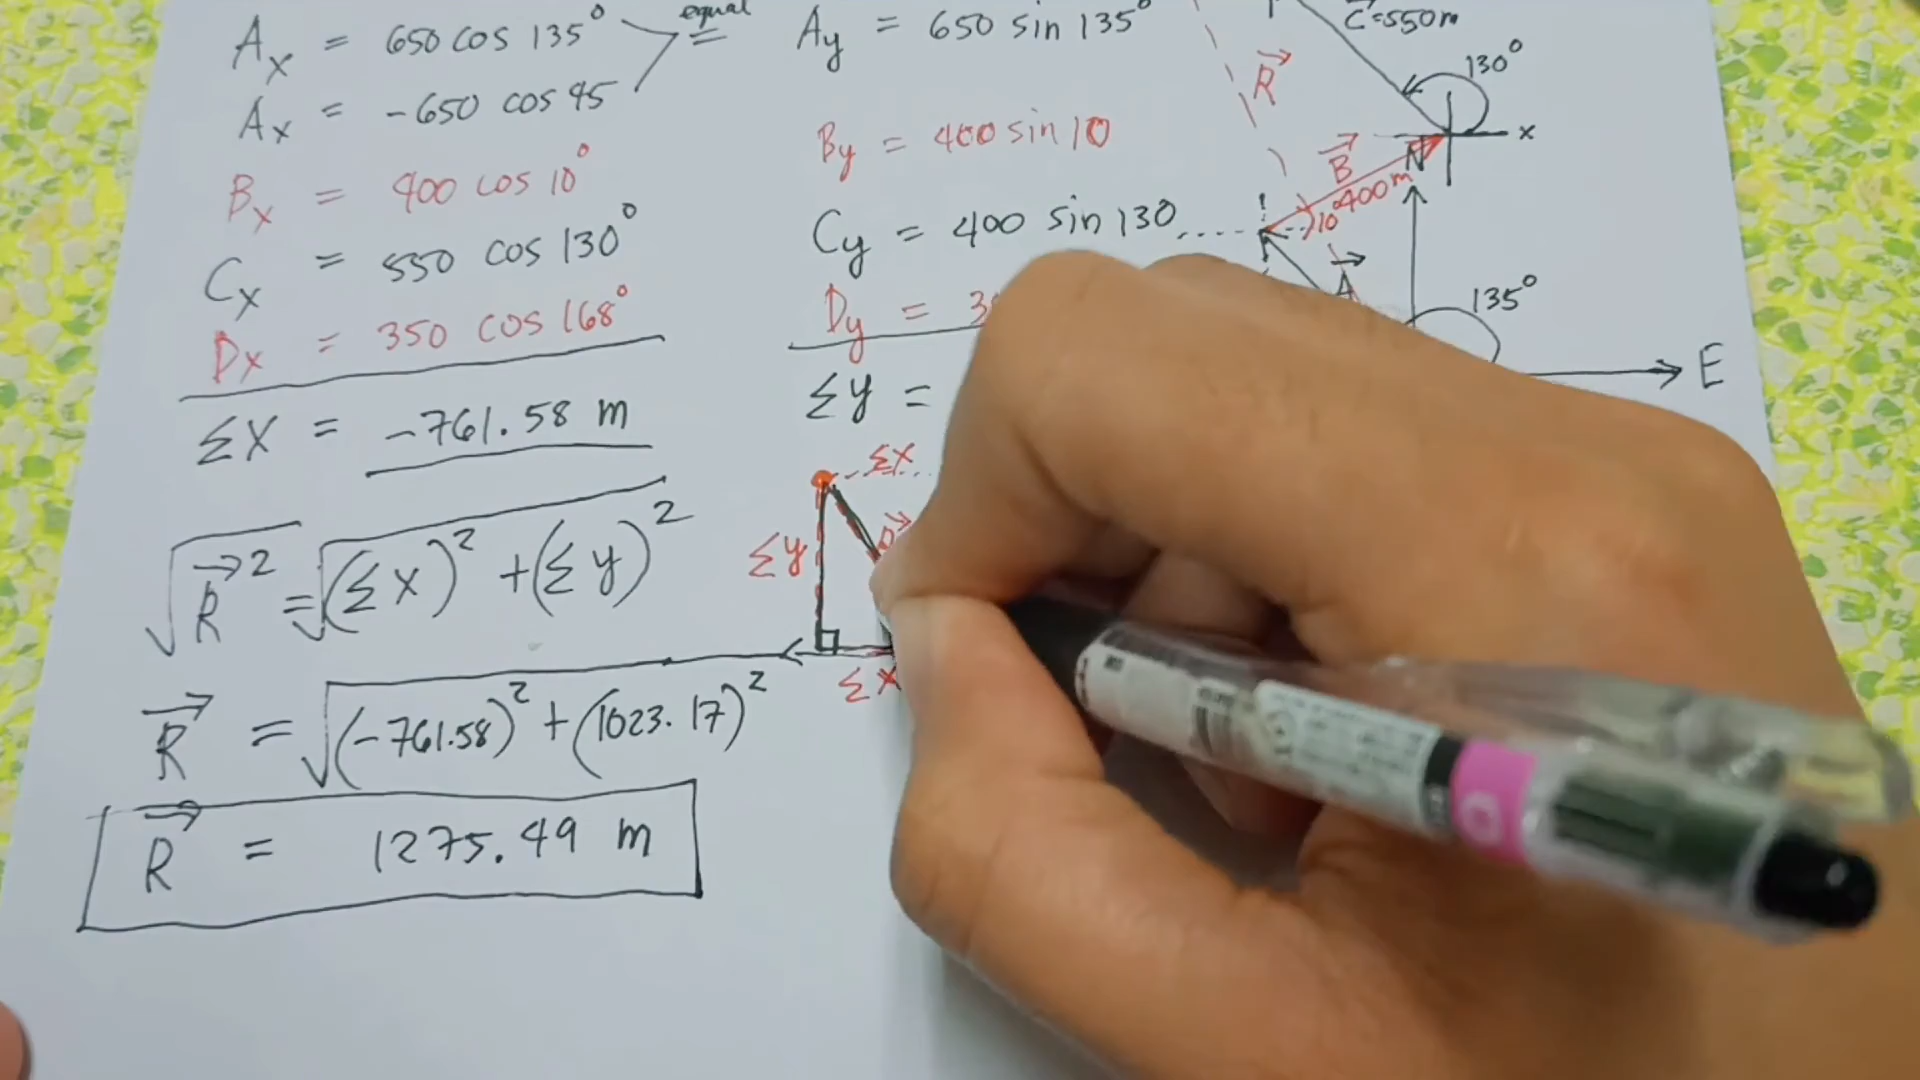 Ax = 650 cos 135° equal
Ax = -650 cos 45
Bx = 400 cos 10°
Cx = 550 cos 130°
Dx = 350 cos 168°
Σx = -761.58 m
√R⃗² = √(Σx)² + (Σy)²
R⃗ = √(-761.58)² + (1023.17)²
R⃗ = 1275.49 m
Ay = 650 sin 135°
By = 400 sin 10
Cy = 400 sin 130
Dy = 3
Σy =
Σx
Σy
Σx
C⃗=550m
R⃗
130°
x
B⃗
N
400m
10°
A⃗
135°
E